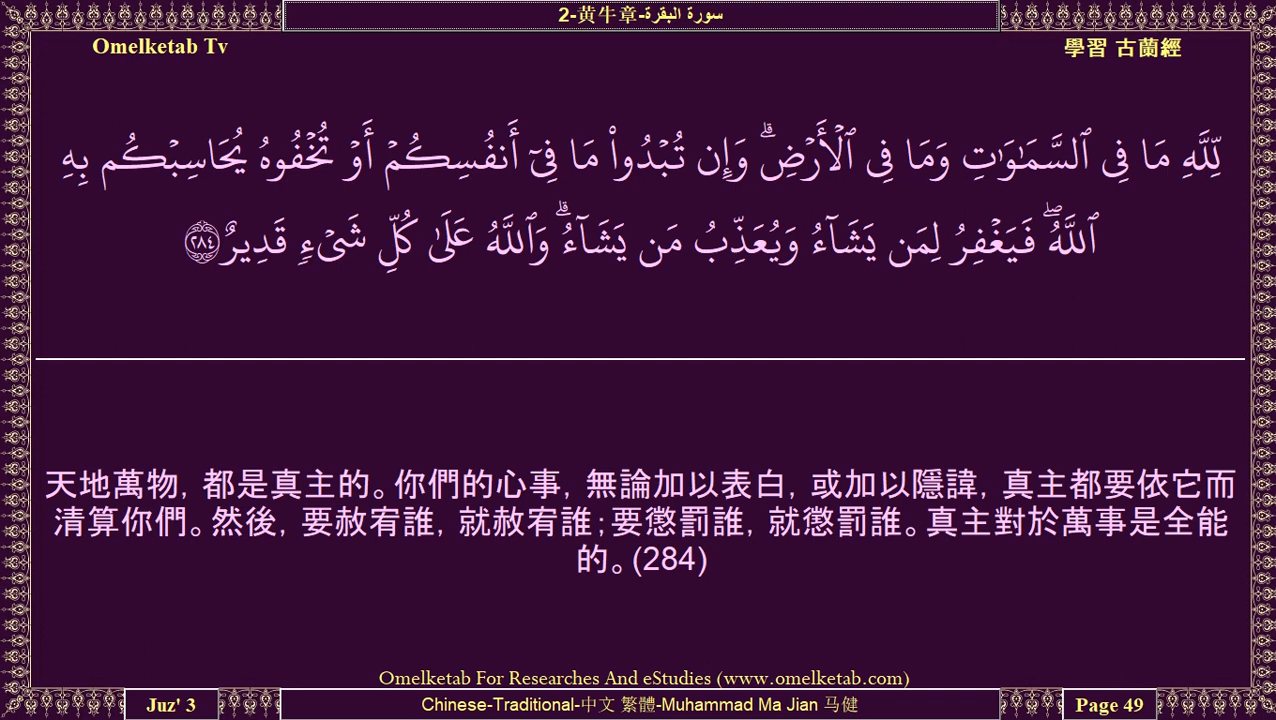 2-黃牛章-سورة البقرة
Omelketab Tv
學習 古蘭經
لِّلَّهِ مَا فِى ٱلسَّمَـٰوَٰتِ وَمَا فِى ٱلْأَرْضِ ۗ وَإِن تُبْدُوا۟ مَا فِىٓ أَنفُسِكُمْ أَوْ تُخْفُوهُ يُحَاسِبْكُم بِهِ
ٱللَّهُ ۖ فَيَغْفِرُ لِمَن يَشَآءُ وَيُعَذِّبُ مَن يَشَآءُ ۗ وَٱللَّهُ عَلَىٰ كُلِّ شَىْءٍ قَدِيرٌ ٢٨٤
天地萬物，都是真主的。你們的心事，無論加以表白，或加以隱諱，真主都要依它而
清算你們。然後，要赦宥誰，就赦宥誰；要懲罰誰，就懲罰誰。真主對於萬事是全能
的。(284)
Omelketab For Researches And eStudies (www.omelketab.com)
Juz' 3
Chinese-Traditional-中文 繁體-Muhammad Ma Jian 马健
Page 49